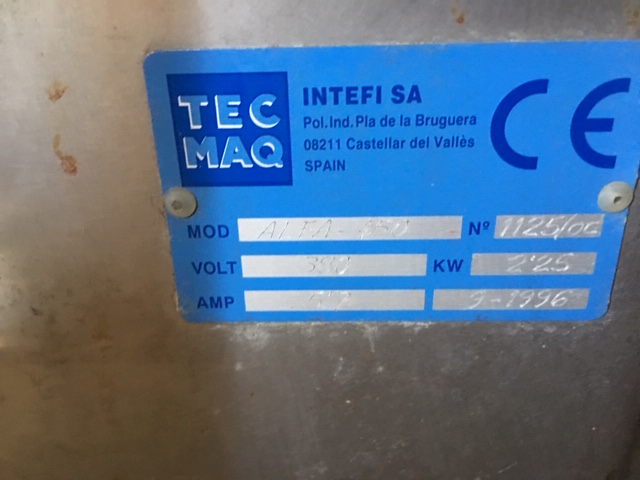 TEC
MAQ
INTEFI SA
Pol.Ind.Pla de la Bruguera
08211 Castellar del Vallès
SPAIN
CE
MOD Nº
VOLT 380 KW 2'25
AMP 9-1996